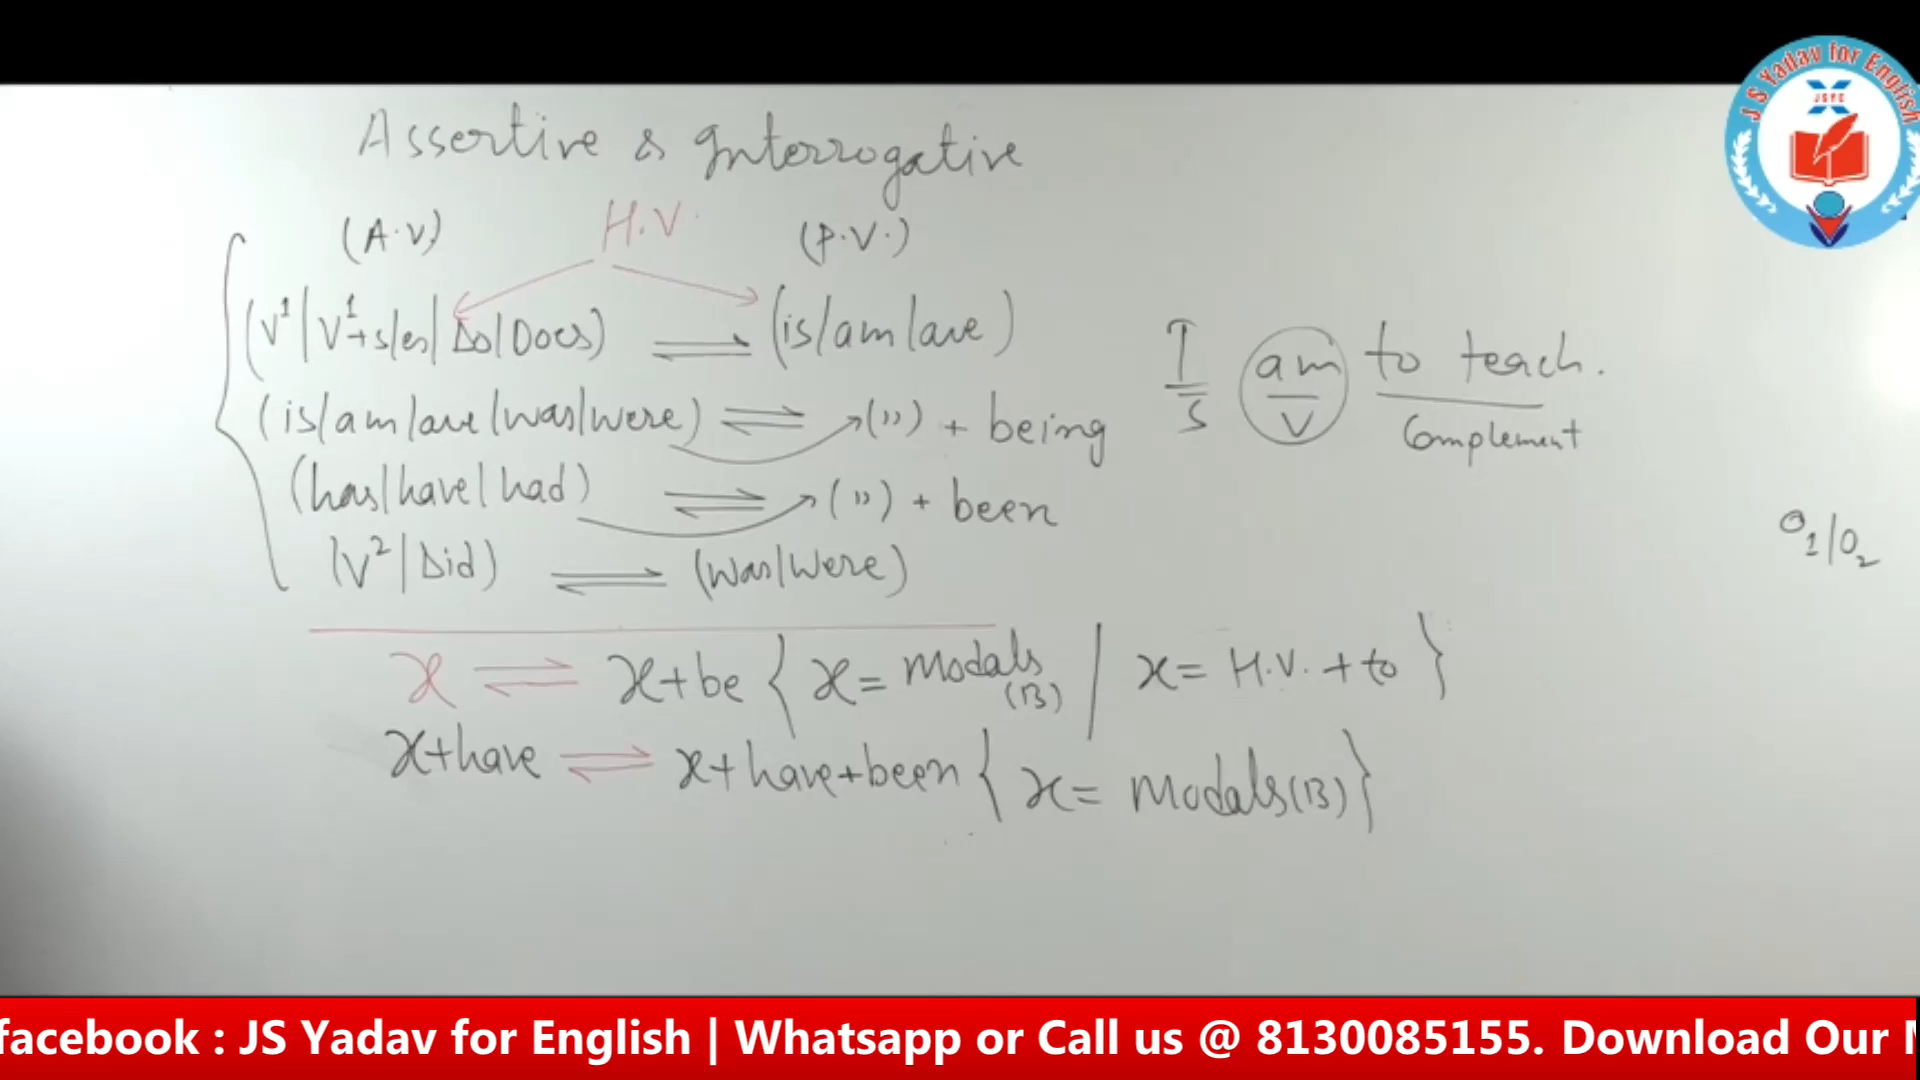 Assertive & Interrogative
(A.V) H.V. (P.V.)
(V¹|V¹+s/es|Do|Does) ⇌ (is/am/are)
(is/am/are/was/were) ⇌ (") + being
(has/have/had) ⇌ (") + been
(V²|Did) ⇌ (was/were)
x ⇌ x+be { x = Modals (B) / x = H.V. + to }
x+have ⇌ x+have+been { x = Modals (B) }
I am to teach.
S V Complement
O₁/O₂
J S Yadav for English
JSYE
facebook : JS Yadav for English | Whatsapp or Call us @ 8130085155. Download Our